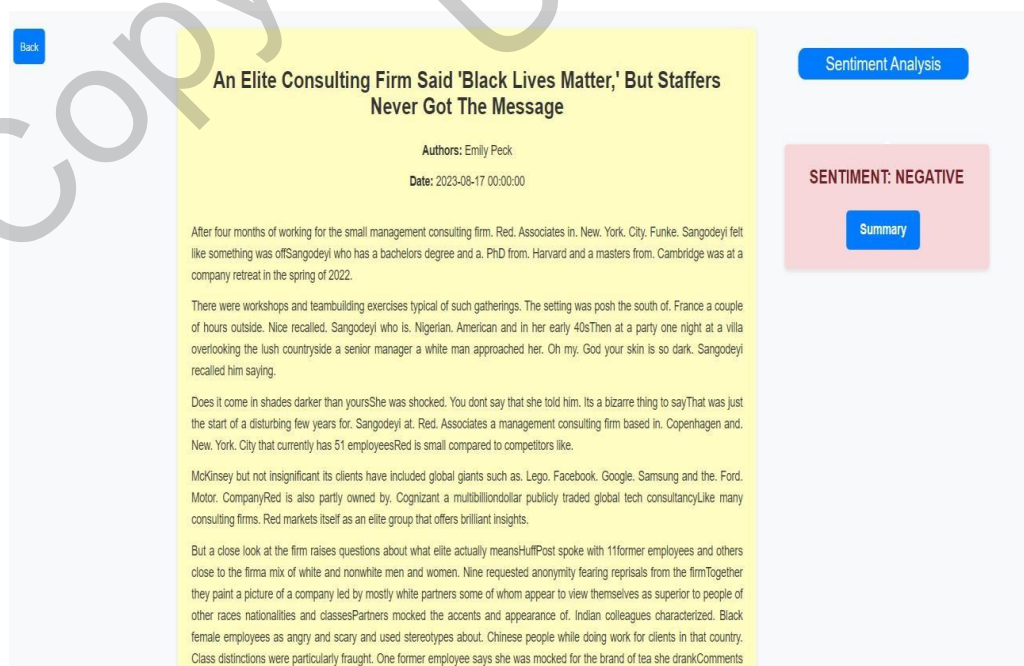 Copy
Back
An Elite Consulting Firm Said 'Black Lives Matter,' But Staffers
Never Got The Message
Authors: Emily Peck
Date: 2023-08-17 00:00:00
After four months of working for the small management consulting firm. Red. Associates in. New. York. City. Funke. Sangodeyi felt
like something was offSangodeyi who has a bachelors degree and a. PhD from. Harvard and a masters from. Cambridge was at a
company retreat in the spring of 2022.
There were workshops and teambuilding exercises typical of such gatherings. The setting was posh the south of. France a couple
of hours outside. Nice recalled. Sangodeyi who is. Nigerian. American and in her early 40sThen at a party one night at a villa
overlooking the lush countryside a senior manager a white man approached her. Oh my. God your skin is so dark. Sangodeyi
recalled him saying.
Does it come in shades darker than yoursShe was shocked. You dont say that she told him. Its a bizarre thing to sayThat was just
the start of a disturbing few years for. Sangodeyi at. Red. Associates a management consulting firm based in. Copenhagen and.
New. York. City that currently has 51 employeesRed is small compared to competitors like.
McKinsey but not insignificant its clients have included global giants such as. Lego. Facebook. Google. Samsung and the. Ford.
Motor. CompanyRed is also partly owned by. Cognizant a multibilliondollar publicly traded global tech consultancyLike many
consulting firms. Red markets itself as an elite group that offers brilliant insights.
But a close look at the firm raises questions about what elite actually meansHuffPost spoke with 11former employees and others
close to the firma mix of white and nonwhite men and women. Nine requested anonymity fearing reprisals from the firmTogether
they paint a picture of a company led by mostly white partners some of whom appear to view themselves as superior to people of
other races nationalities and classesPartners mocked the accents and appearance of. Indian colleagues characterized. Black
female employees as angry and scary and used stereotypes about. Chinese people while doing work for clients in that country.
Class distinctions were particularly fraught. One former employee says she was mocked for the brand of tea she drankComments
Sentiment Analysis
SENTIMENT: NEGATIVE
Summary